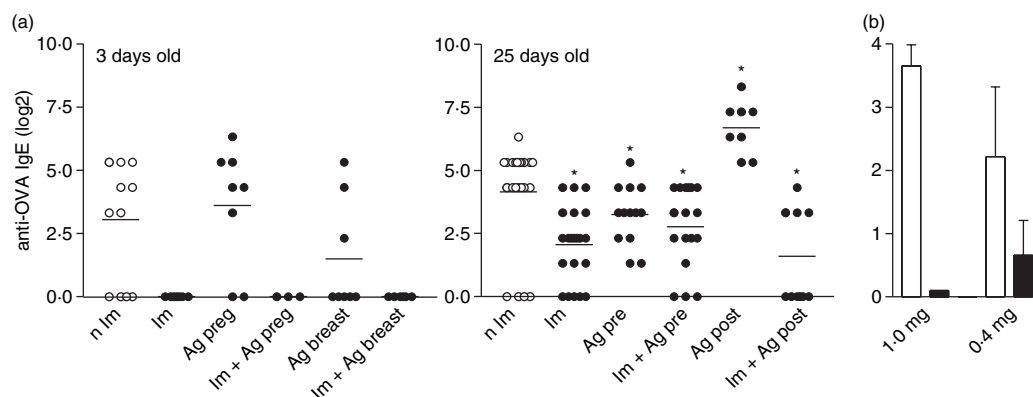 (a)
(b)
anti-OVA IgE (log2)
3 days old
10·0
7·5
5·0
2·5
0·0
n Im
Im
Ag preg
Im + Ag preg
Ag breast
Im + Ag breast
25 days old
10·0
7·5
5·0
2·5
0·0
*
*
*
*
*
n Im
Im
Ag pre
Im + Ag pre
Ag post
Im + Ag post
4
3
2
1
0
1·0 mg
0·4 mg